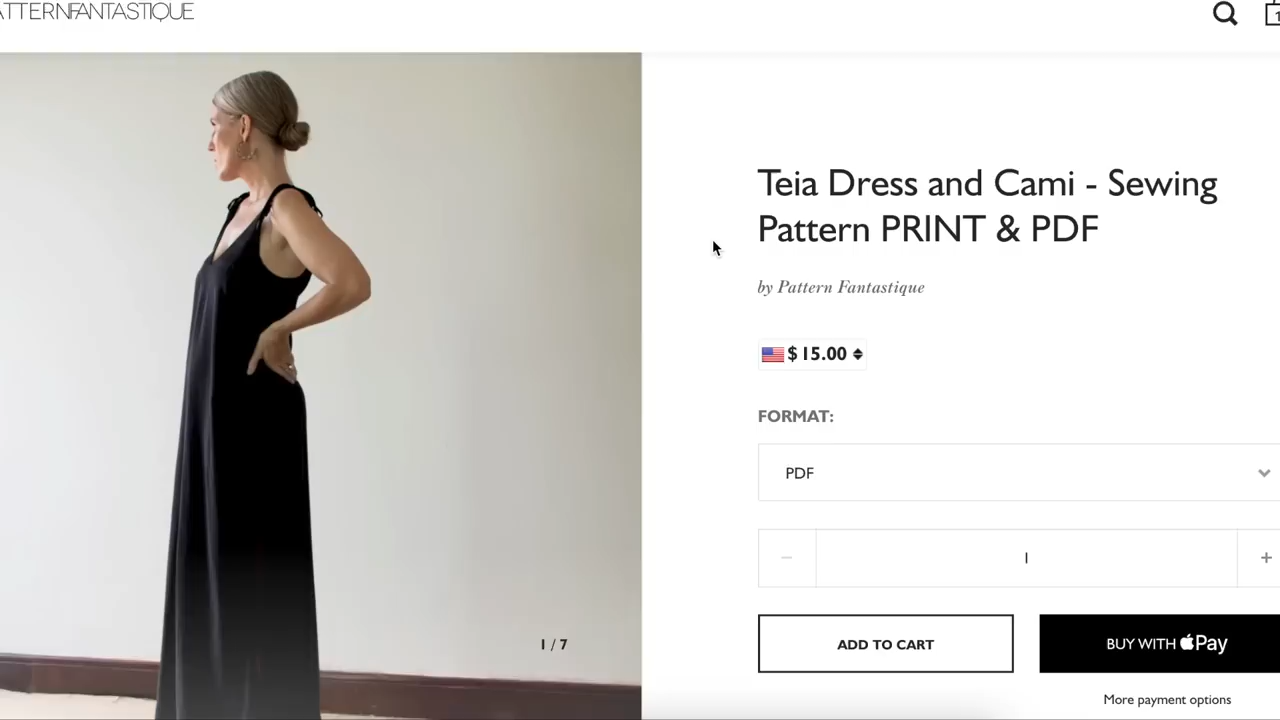 ATTERNFANTASTIQUE
1
Teia Dress and Cami - Sewing
Pattern PRINT & PDF
by Pattern Fantastique
$ 15.00
FORMAT:
PDF
1
1 / 7
ADD TO CART
BUY WITH Pay
More payment options